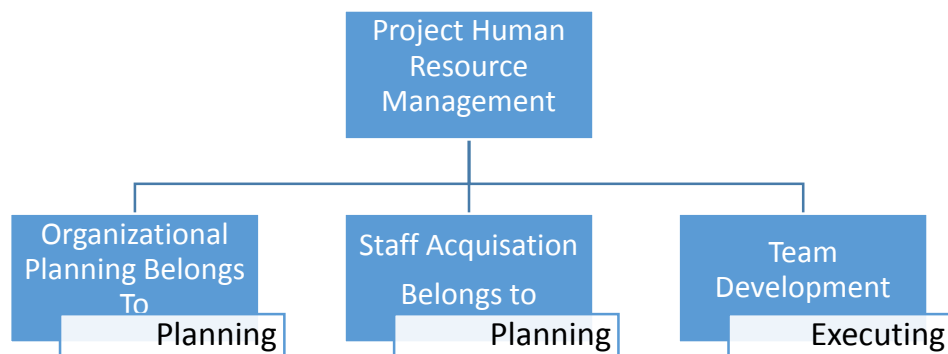 Project Human
Resource
Management
Organizational
Planning Belongs
To
Planning
Staff Acquisation
Belongs to
Planning
Team
Development
Executing